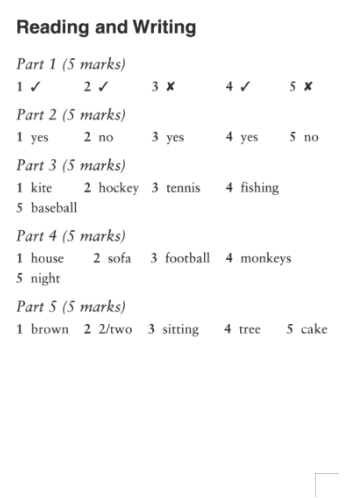 Reading and Writing
Part 1 (5 marks)
1 ✓ 2 ✓ 3 ✘ 4 ✓ 5 ✘
Part 2 (5 marks)
1 yes 2 no 3 yes 4 yes 5 no
Part 3 (5 marks)
1 kite 2 hockey 3 tennis 4 fishing
5 baseball
Part 4 (5 marks)
1 house 2 sofa 3 football 4 monkeys
5 night
Part 5 (5 marks)
1 brown 2 2/two 3 sitting 4 tree 5 cake